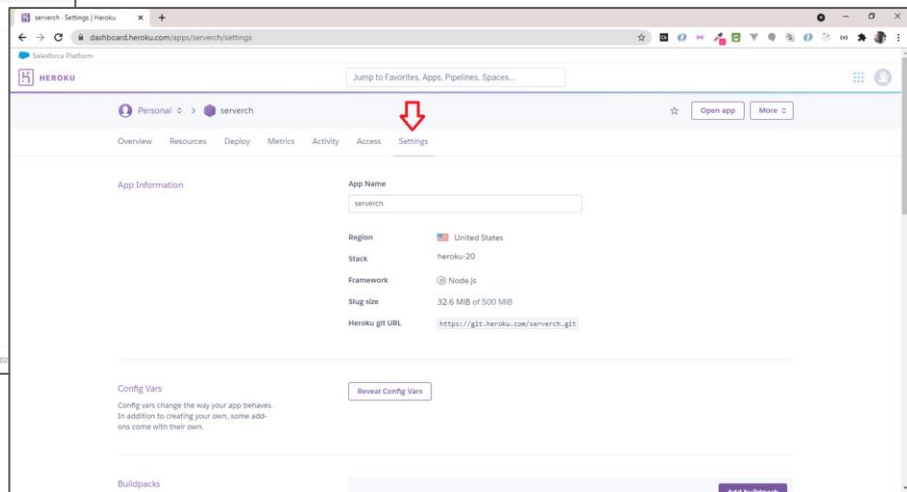 serverch - Settings | Heroku
dashboard.heroku.com/apps/serverch/settings
Salesforce Platform
HEROKU
Jump to Favorites, Apps, Pipelines, Spaces...
Personal > serverch
Open app
More
Overview Resources Deploy Metrics Activity Access Settings
App Information
App Name
serverch
Region United States
Stack heroku-20
Framework Node.js
Slug size 32.6 MiB of 500 MiB
Heroku git URL https://git.heroku.com/serverch.git
02
Config Vars
Reveal Config Vars
Config vars change the way your app behaves.
In addition to creating your own, some add-
ons come with their own.
Buildpacks
Add buildpack